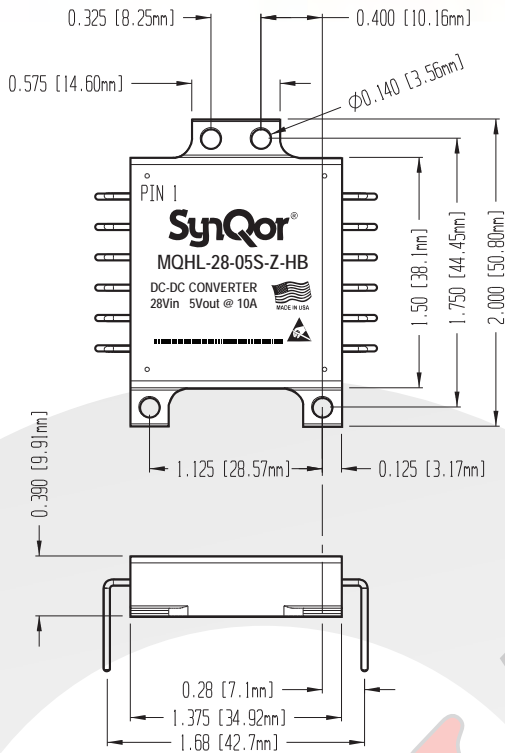 0.325 [8.25mm]
0.400 [10.16mm]
0.575 [14.60mm]
Ø0.140 [3.56mm]
PIN 1
SynQor®
MQHL-28-05S-Z-HB
DC-DC CONVERTER
28Vin 5Vout @ 10A
MADE IN USA
1.50 [38.1mm]
1.750 [44.45mm]
2.000 [50.80mm]
1.125 [28.57mm]
0.125 [3.17mm]
0.390 [9.91mm]
0.28 [7.1mm]
1.375 [34.92mm]
1.68 [42.7mm]